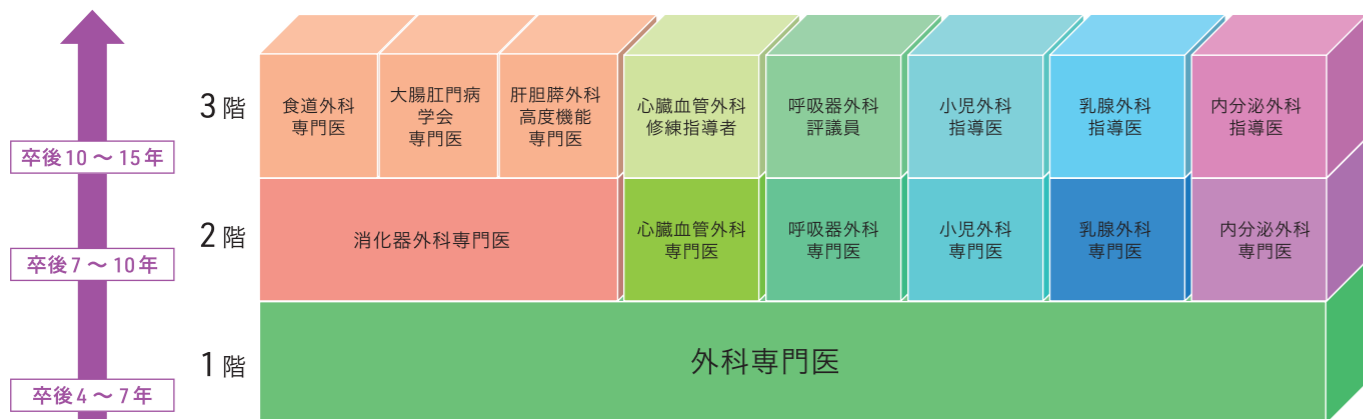 3階
食道外科
専門医
大腸肛門病
学会
専門医
肝胆膵外科
高度機能
専門医
心臓血管外科
修練指導者
呼吸器外科
評議員
小児外科
指導医
乳腺外科
指導医
内分泌外科
指導医
卒後10～15年
2階
消化器外科専門医
心臓血管外科
専門医
呼吸器外科
専門医
小児外科
専門医
乳腺外科
専門医
内分泌外科
専門医
卒後7～10年
1階
外科専門医
卒後4～7年